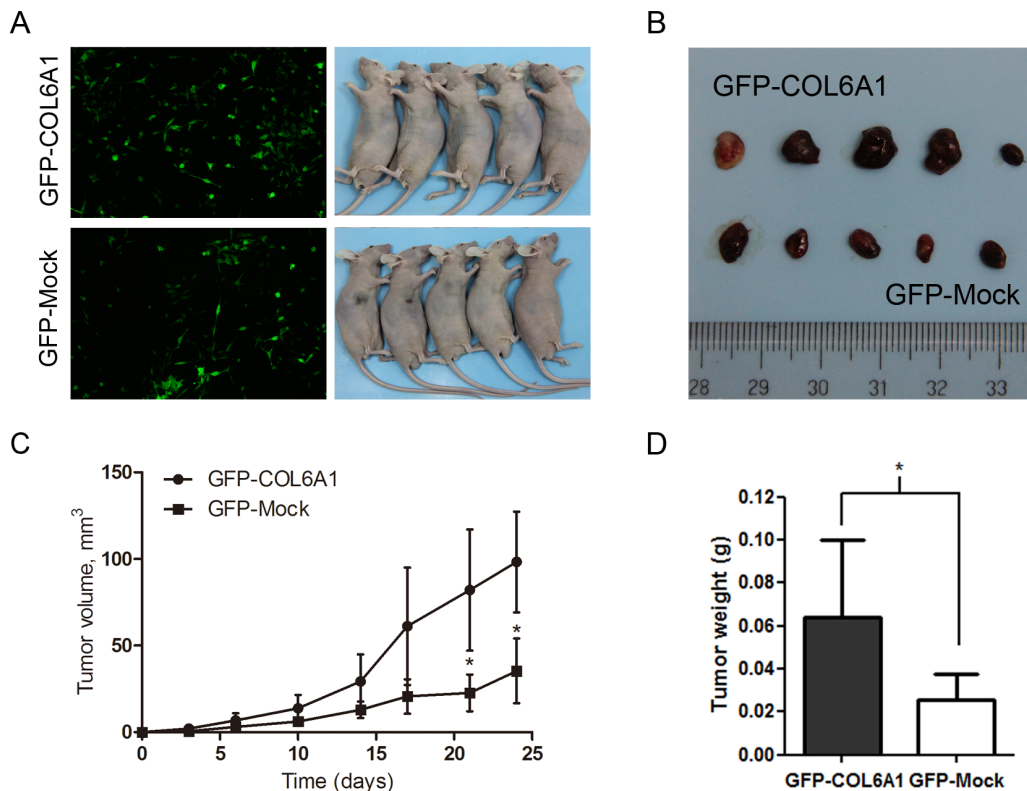 A
GFP-COL6A1
GFP-Mock
B
GFP-COL6A1
GFP-Mock
28 29 30 31 32 33
C
GFP-COL6A1
GFP-Mock
Tumor volume, mm³
150
100
50
0
*
*
0 5 10 15 20 25
Time (days)
D
*
Tumor weight (g)
0.12
0.10
0.08
0.06
0.04
0.02
0.00
GFP-COL6A1 GFP-Mock